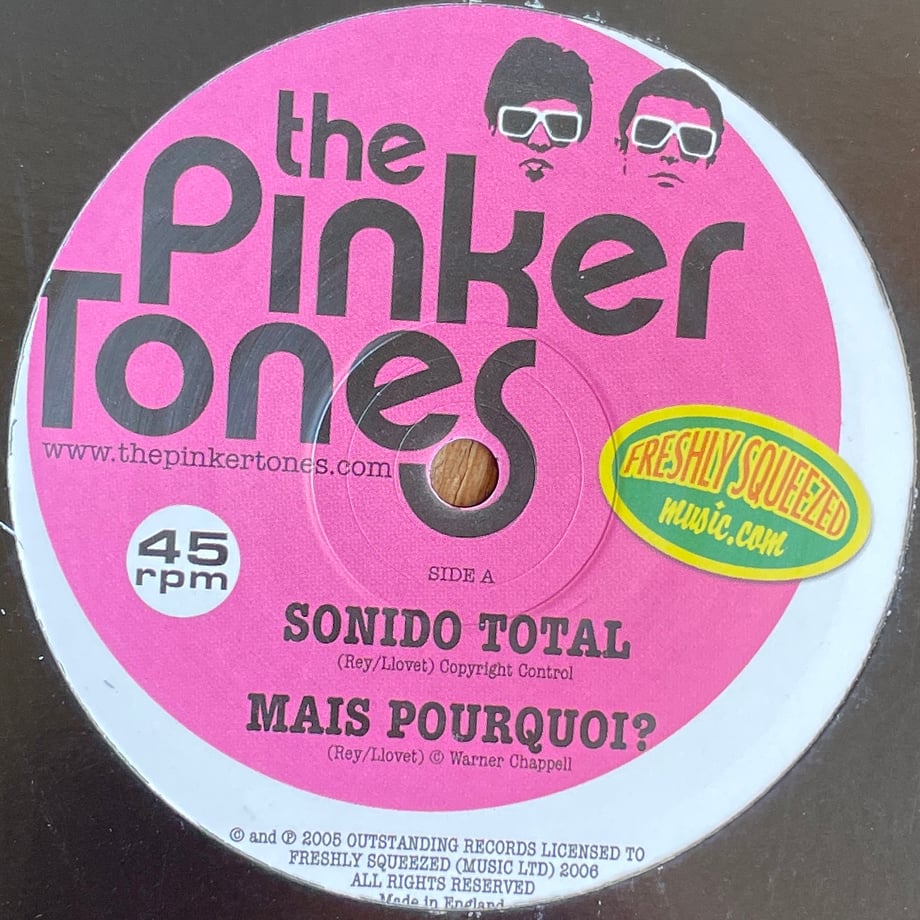 the
Pinker
Tones
www.thepinkertones.com
FRESHLY SQUEEZED
music.com
45
rpm
SIDE A
SONIDO TOTAL
(Rey/Llovet) Copyright Control
MAIS POURQUOI?
(Rey/Llovet) © Warner Chappell
© and ℗ 2005 OUTSTANDING RECORDS LICENSED TO
FRESHLY SQUEEZED (MUSIC LTD) 2006
ALL RIGHTS RESERVED
Made in England